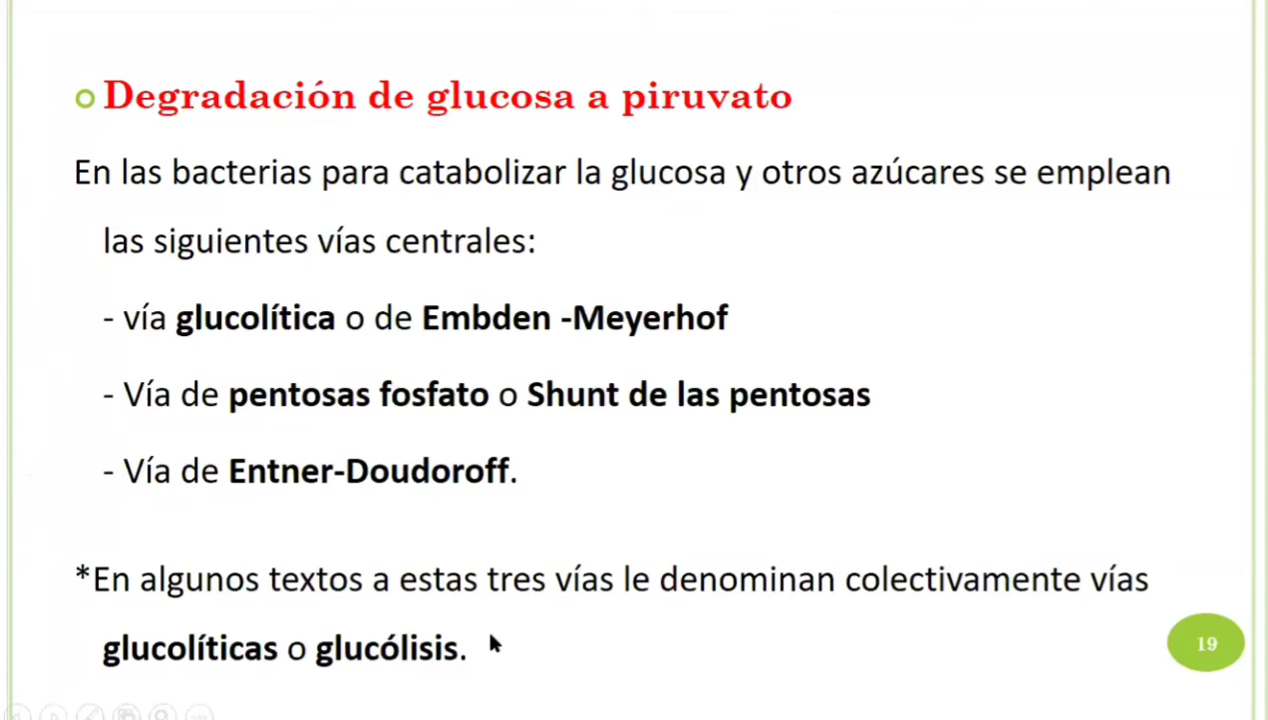 Degradación de glucosa a piruvato
En las bacterias para catabolizar la glucosa y otros azúcares se emplean
las siguientes vías centrales:
- vía glucolítica o de Embden -Meyerhof
- Vía de pentosas fosfato o Shunt de las pentosas
- Vía de Entner-Doudoroff.
*En algunos textos a estas tres vías le denominan colectivamente vías
glucolíticas o glucólisis.
19